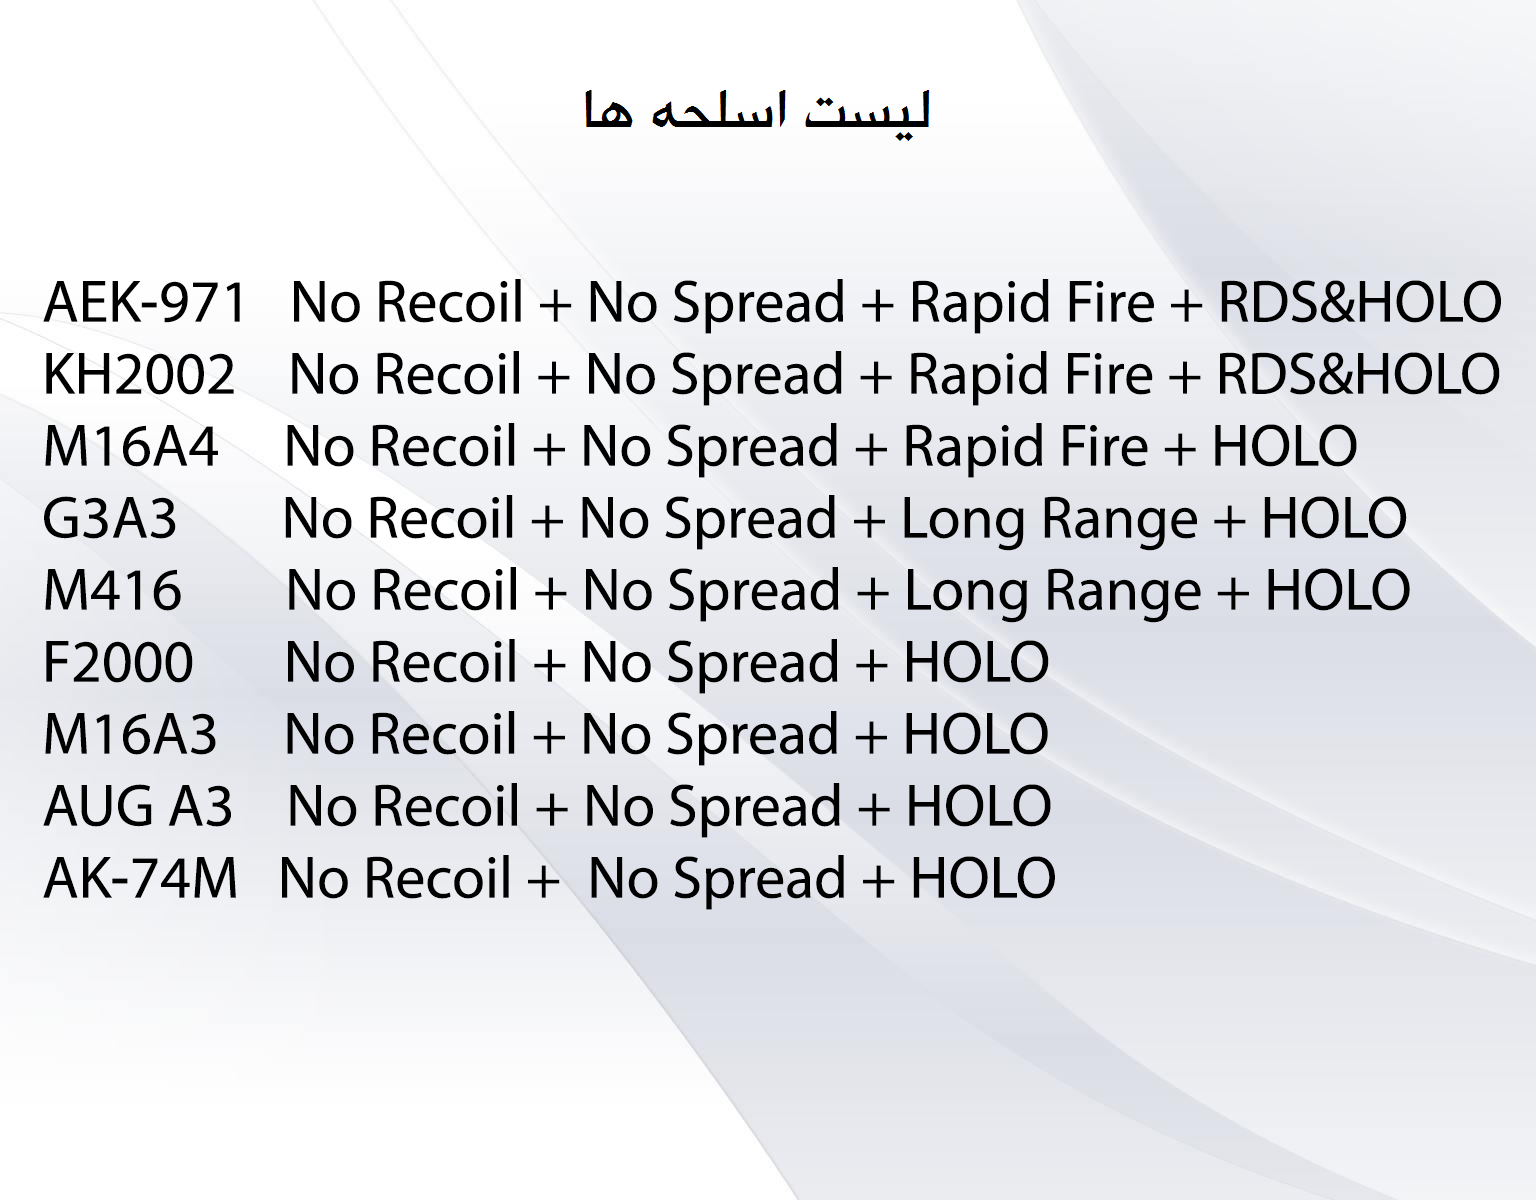 لیست اسلحه ها
AEK-971 No Recoil + No Spread + Rapid Fire + RDS&HOLO
KH2002 No Recoil + No Spread + Rapid Fire + RDS&HOLO
M16A4 No Recoil + No Spread + Rapid Fire + HOLO
G3A3 No Recoil + No Spread + Long Range + HOLO
M416 No Recoil + No Spread + Long Range + HOLO
F2000 No Recoil + No Spread + HOLO
M16A3 No Recoil + No Spread + HOLO
AUG A3 No Recoil + No Spread + HOLO
AK-74M No Recoil + No Spread + HOLO